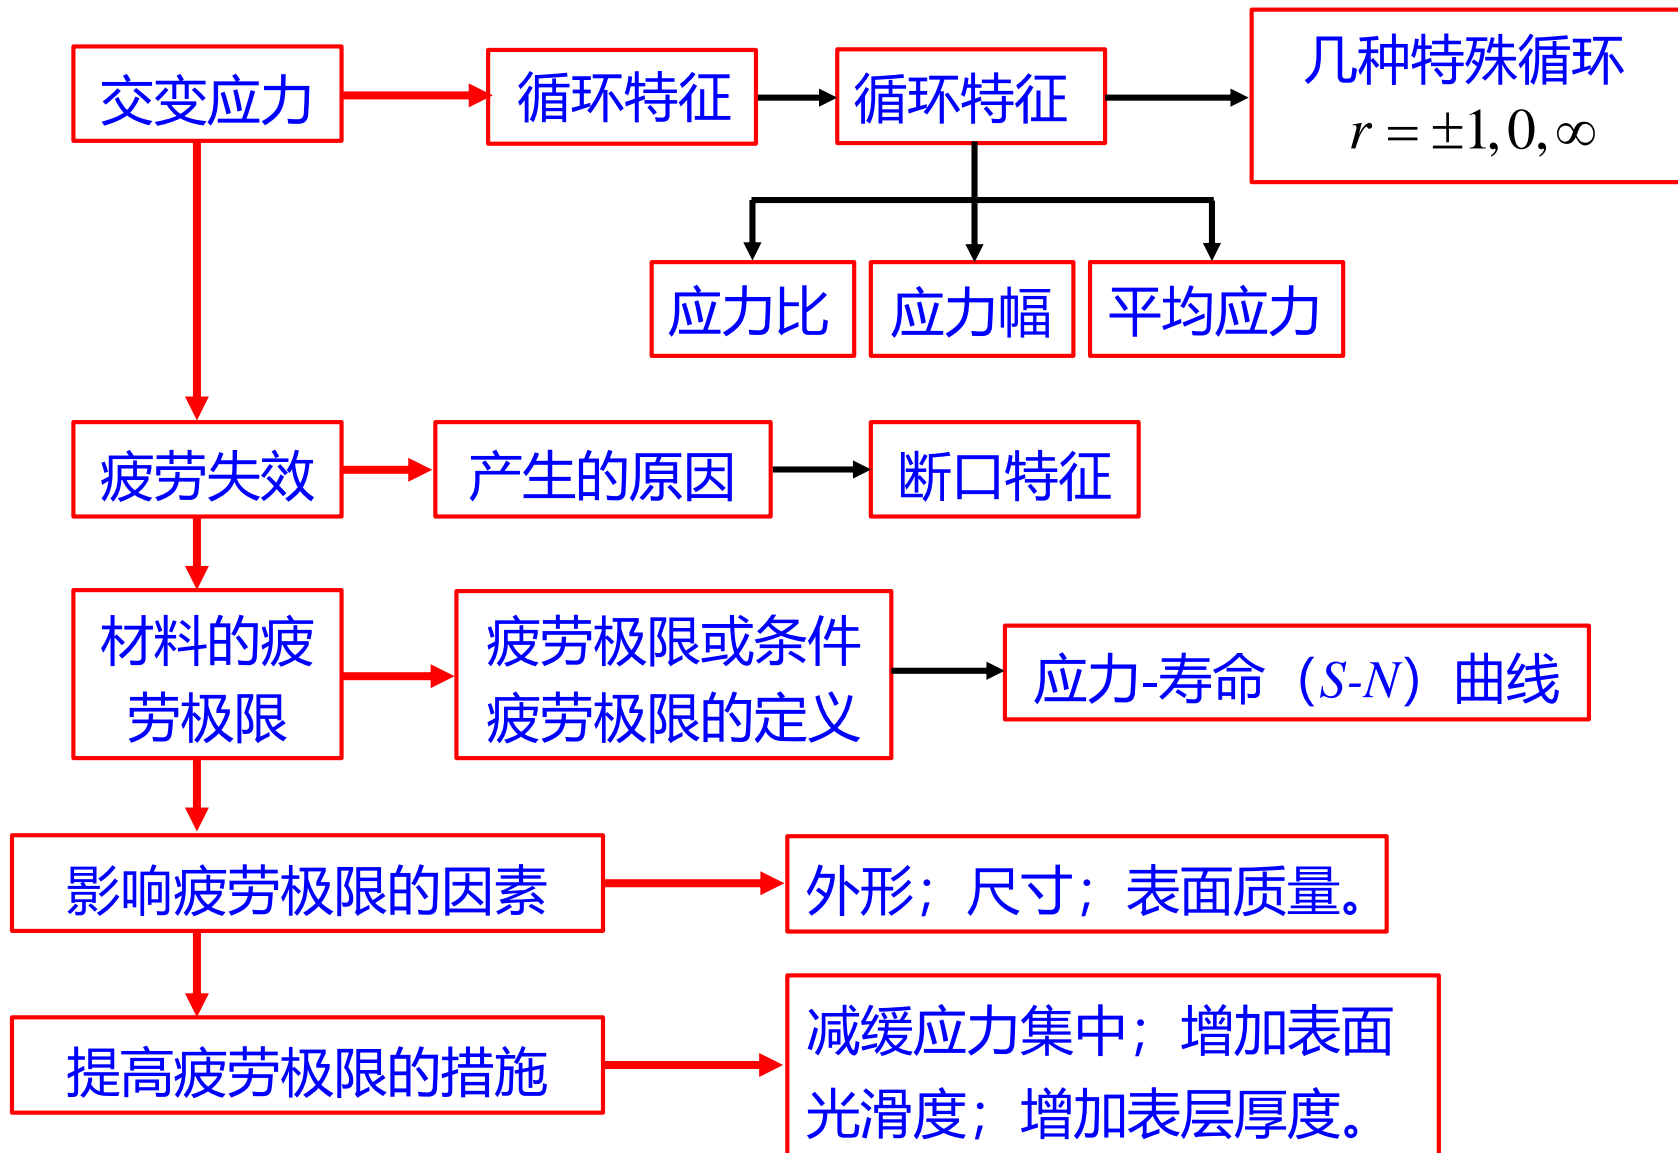 交变应力
循环特征
循环特征
几种特殊循环
r = ±1, 0, ∞
应力比
应力幅
平均应力
疲劳失效
产生的原因
断口特征
材料的疲
劳极限
疲劳极限或条件
疲劳极限的定义
应力-寿命（S-N）曲线
影响疲劳极限的因素
外形；尺寸；表面质量。
提高疲劳极限的措施
减缓应力集中；增加表面
光滑度；增加表层厚度。